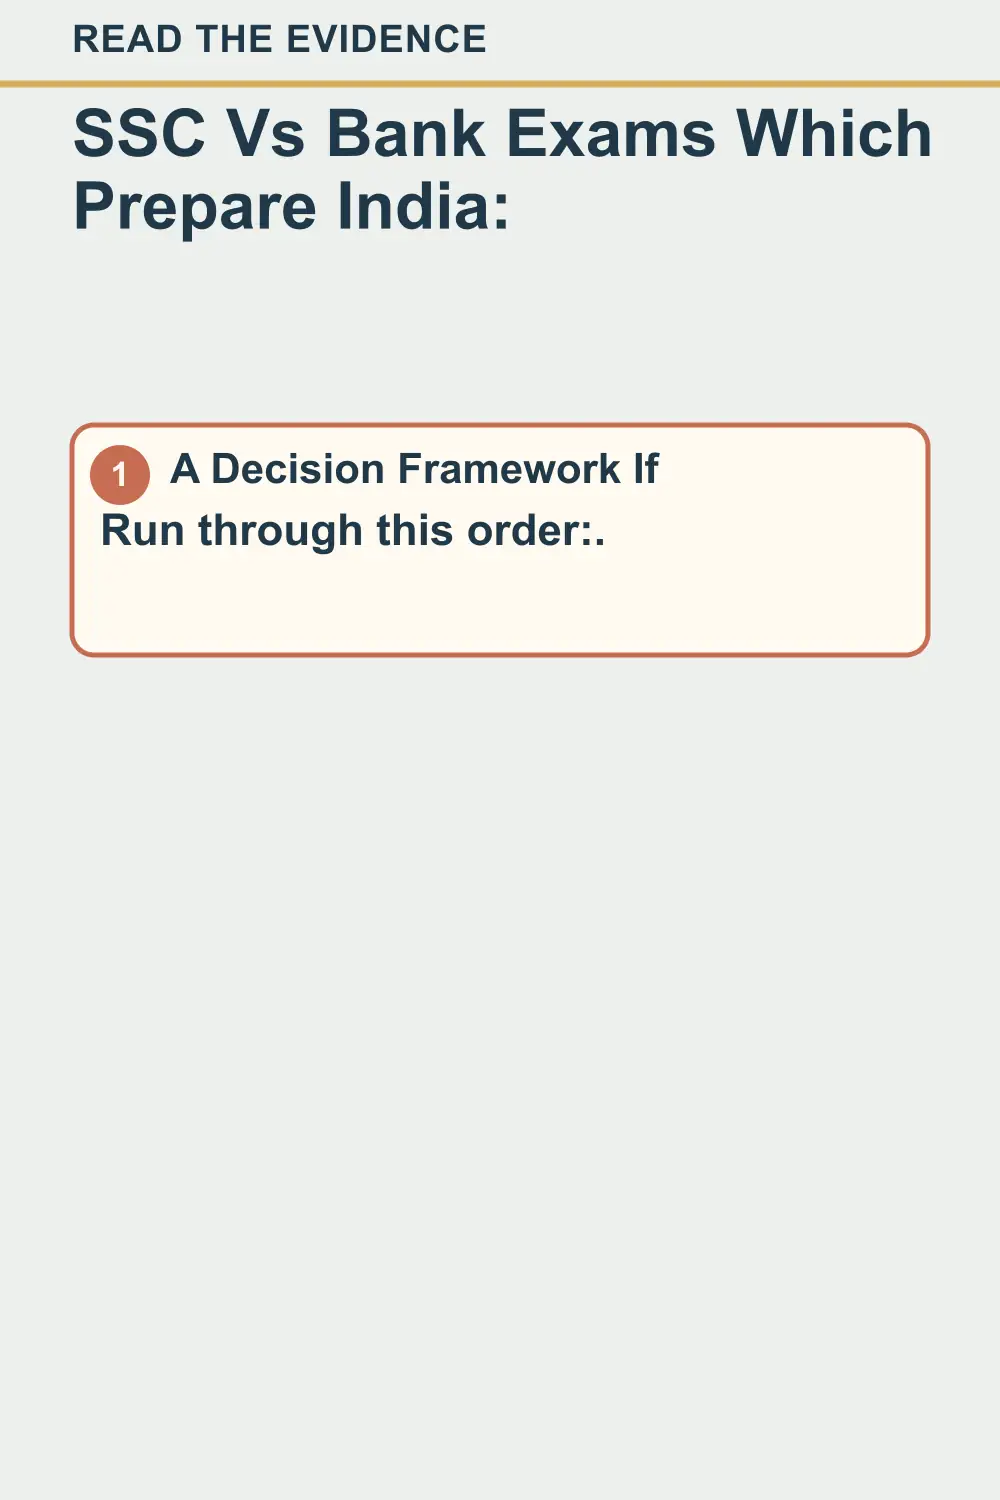 READ THE EVIDENCE
SSC Vs Bank Exams Which
Prepare India:
1 A Decision Framework If
Run through this order:.